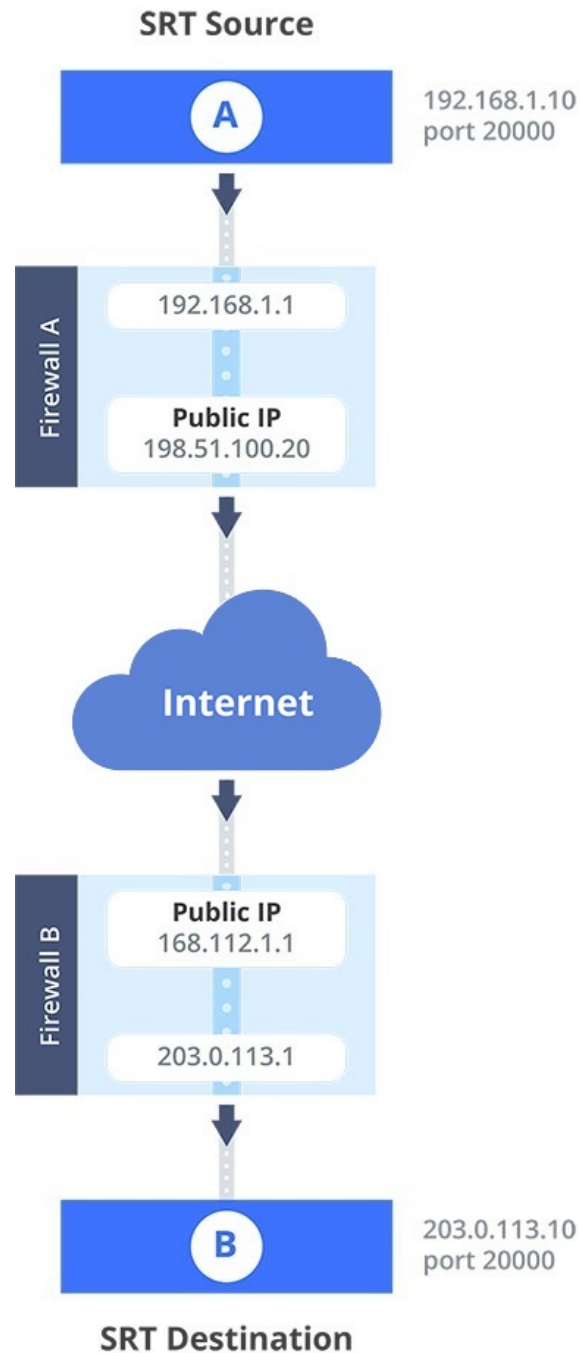 SRT Source
A
192.168.1.10
port 20000
Firewall A
192.168.1.1
Public IP
198.51.100.20
Internet
Firewall B
Public IP
168.112.1.1
203.0.113.1
B
203.0.113.10
port 20000
SRT Destination